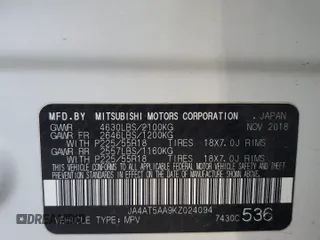 MFD.BY MITSUBISHI MOTORS CORPORATION ,JAPAN
GVWR 4630LBS/2100KG NOV 2018
GAWR FR 2646LBS/1200KG
WITH P225/55R18 TIRES 18X7.0J RIMS
GAWR RR 2557LBS/1160KG
WITH P225/55R18 TIRES 18X7.0J RIMS
JA4AT5AA9KZ024094
VEHICLE TYPE: MPV 7430C 536